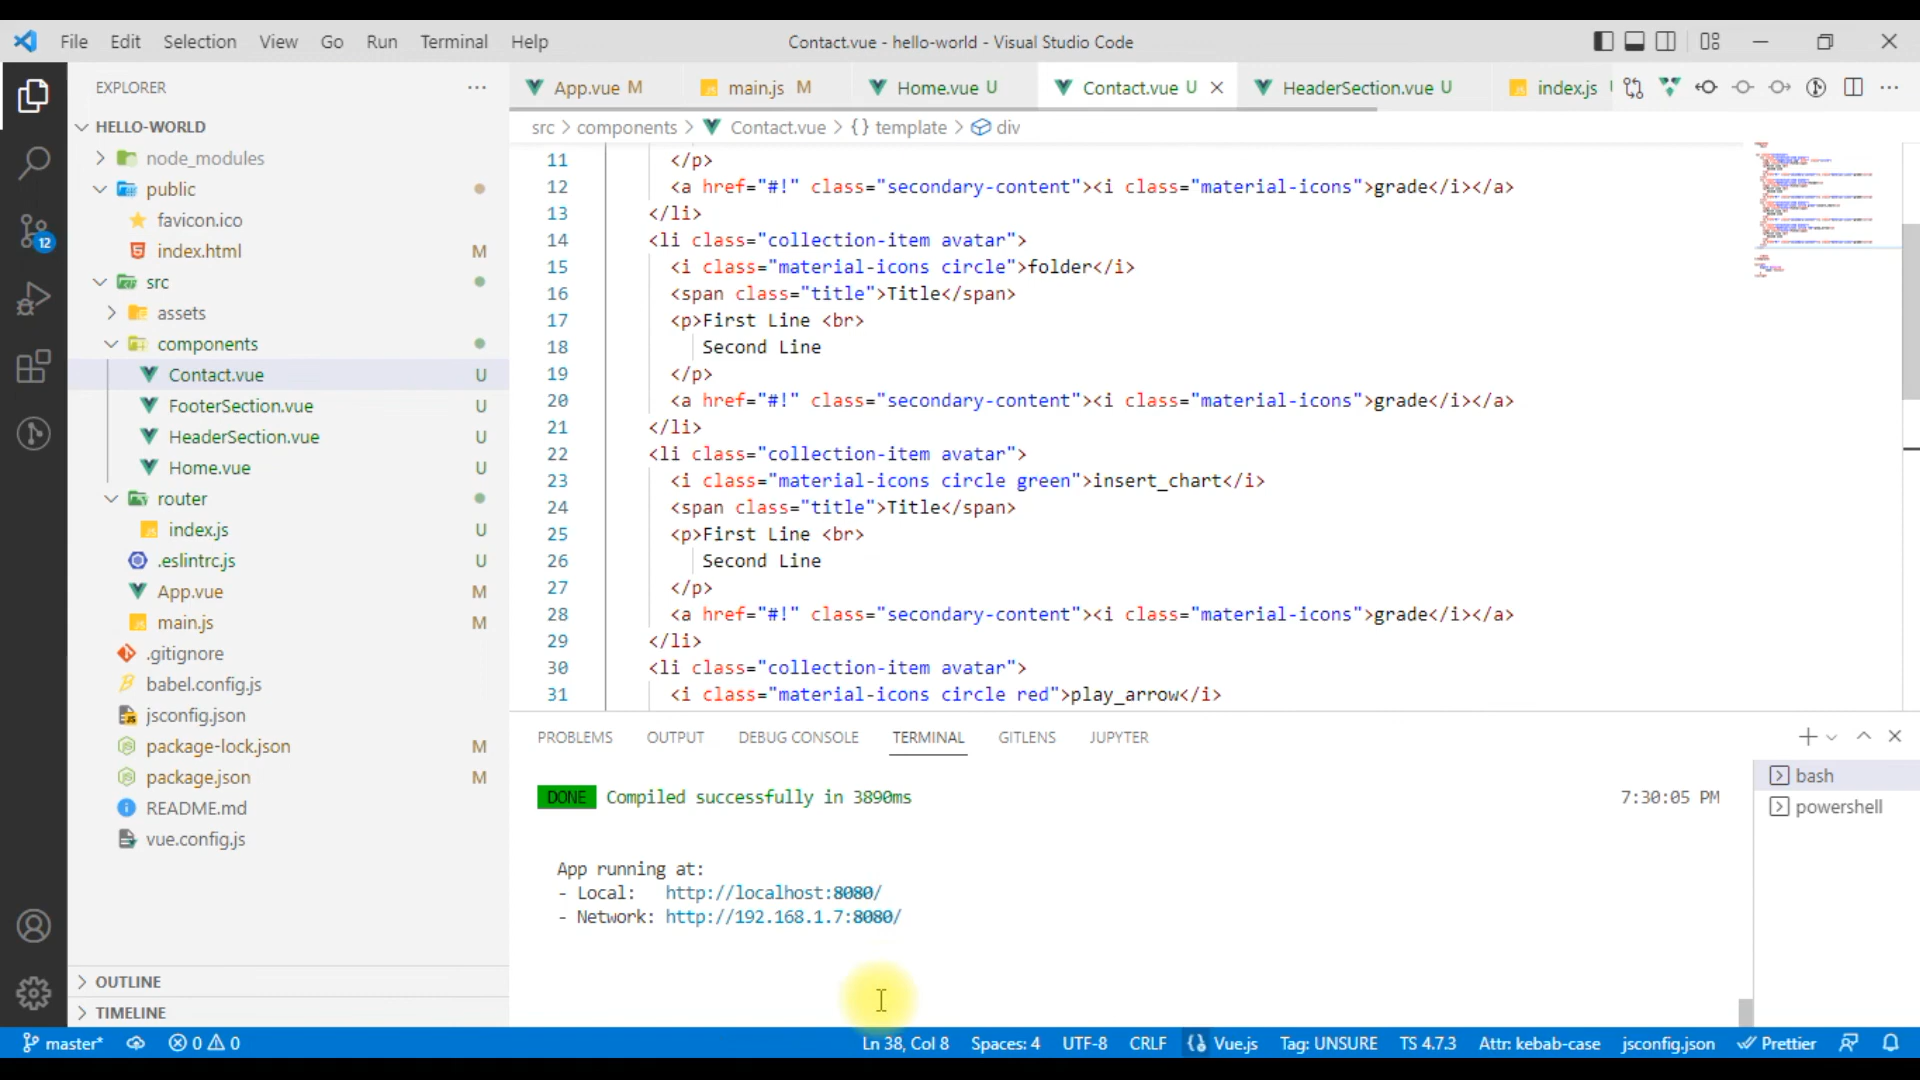 File Edit Selection View Go Run Terminal Help Contact.vue - hello-world - Visual Studio Code
EXPLORER
App.vue M main.js M Home.vue U Contact.vue U HeaderSection.vue U index.js
HELLO-WORLD
src > components > Contact.vue > {} template > div
node_modules
public
favicon.ico
index.html M
src
assets
components
Contact.vue U
FooterSection.vue U
HeaderSection.vue U
Home.vue U
router
index.js U
.eslintrc.js U
App.vue M
main.js M
.gitignore
babel.config.js
jsconfig.json
package-lock.json M
package.json M
README.md
vue.config.js
OUTLINE
TIMELINE
12
11 </p>
12 <a href="#!" class="secondary-content"><i class="material-icons">grade</i></a>
13 </li>
14 <li class="collection-item avatar">
15 <i class="material-icons circle">folder</i>
16 <span class="title">Title</span>
17 <p>First Line <br>
18 Second Line
19 </p>
20 <a href="#!" class="secondary-content"><i class="material-icons">grade</i></a>
21 </li>
22 <li class="collection-item avatar">
23 <i class="material-icons circle green">insert_chart</i>
24 <span class="title">Title</span>
25 <p>First Line <br>
26 Second Line
27 </p>
28 <a href="#!" class="secondary-content"><i class="material-icons">grade</i></a>
29 </li>
30 <li class="collection-item avatar">
31 <i class="material-icons circle red">play_arrow</i>
PROBLEMS OUTPUT DEBUG CONSOLE TERMINAL GITLENS JUPYTER
DONE Compiled successfully in 3890ms 7:30:05 PM
App running at:
- Local: http://localhost:8080/
- Network: http://192.168.1.7:8080/
bash
powershell
master* 0 0 Ln 38, Col 8 Spaces: 4 UTF-8 CRLF Vue.js Tag: UNSURE TS 4.7.3 Attr: kebab-case jsconfig.json Prettier